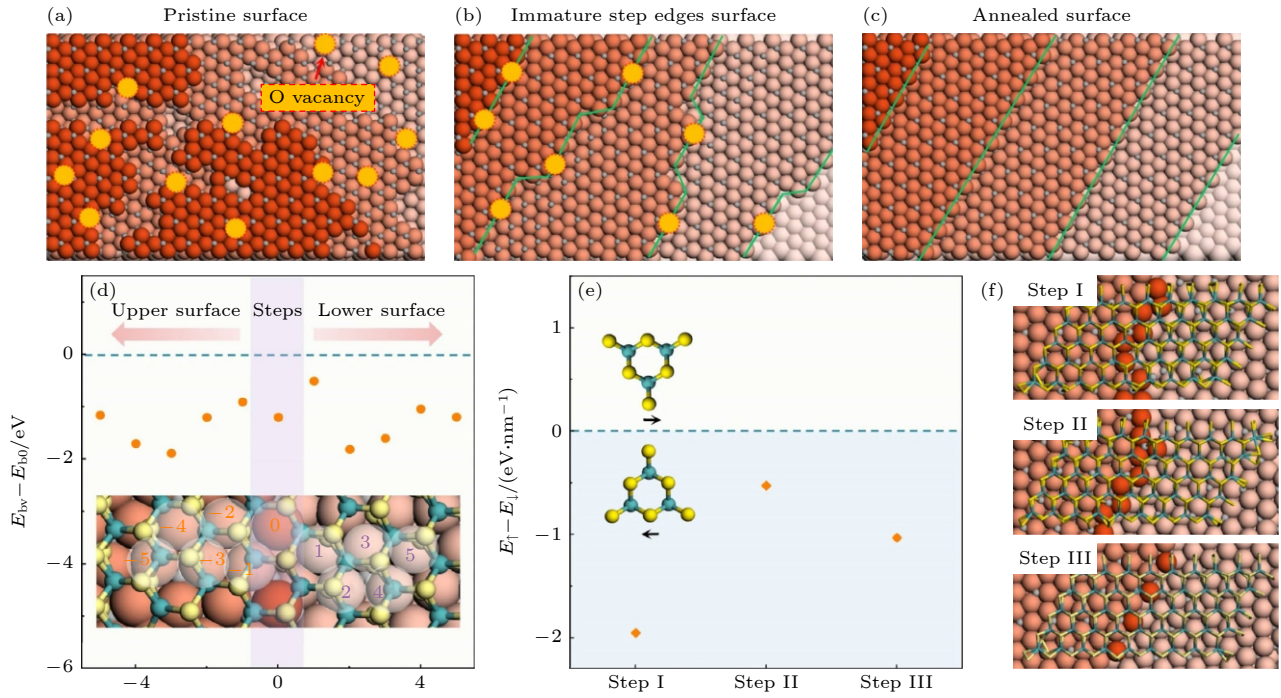 (a) Pristine surface
O vacancy
(b) Immature step edges surface
(c) Annealed surface
(d)
Upper surface Steps Lower surface
0
−2
−4
−6
E_bv−E_b0/eV
−4 0 4
−4 −2 0
−5 −3 −1 1 3 5
2 4
(e)
1
0
−1
−2
E↑−E↓/(eV·nm⁻¹)
Step I Step II Step III
(f)
Step I
Step II
Step III